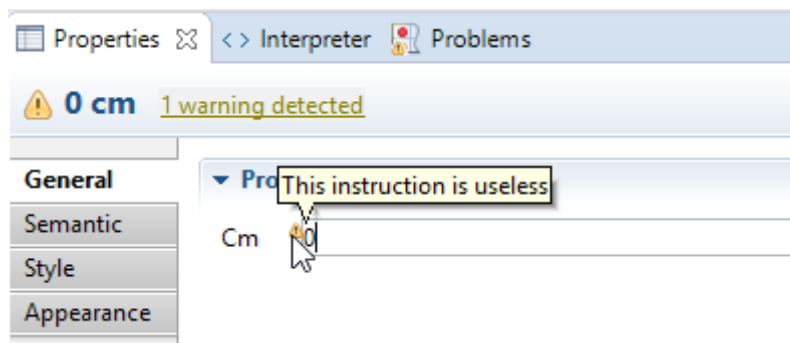 Properties < > Interpreter Problems
0 cm 1 warning detected
General Pro This instruction is useless
Semantic Cm 0
Style
Appearance